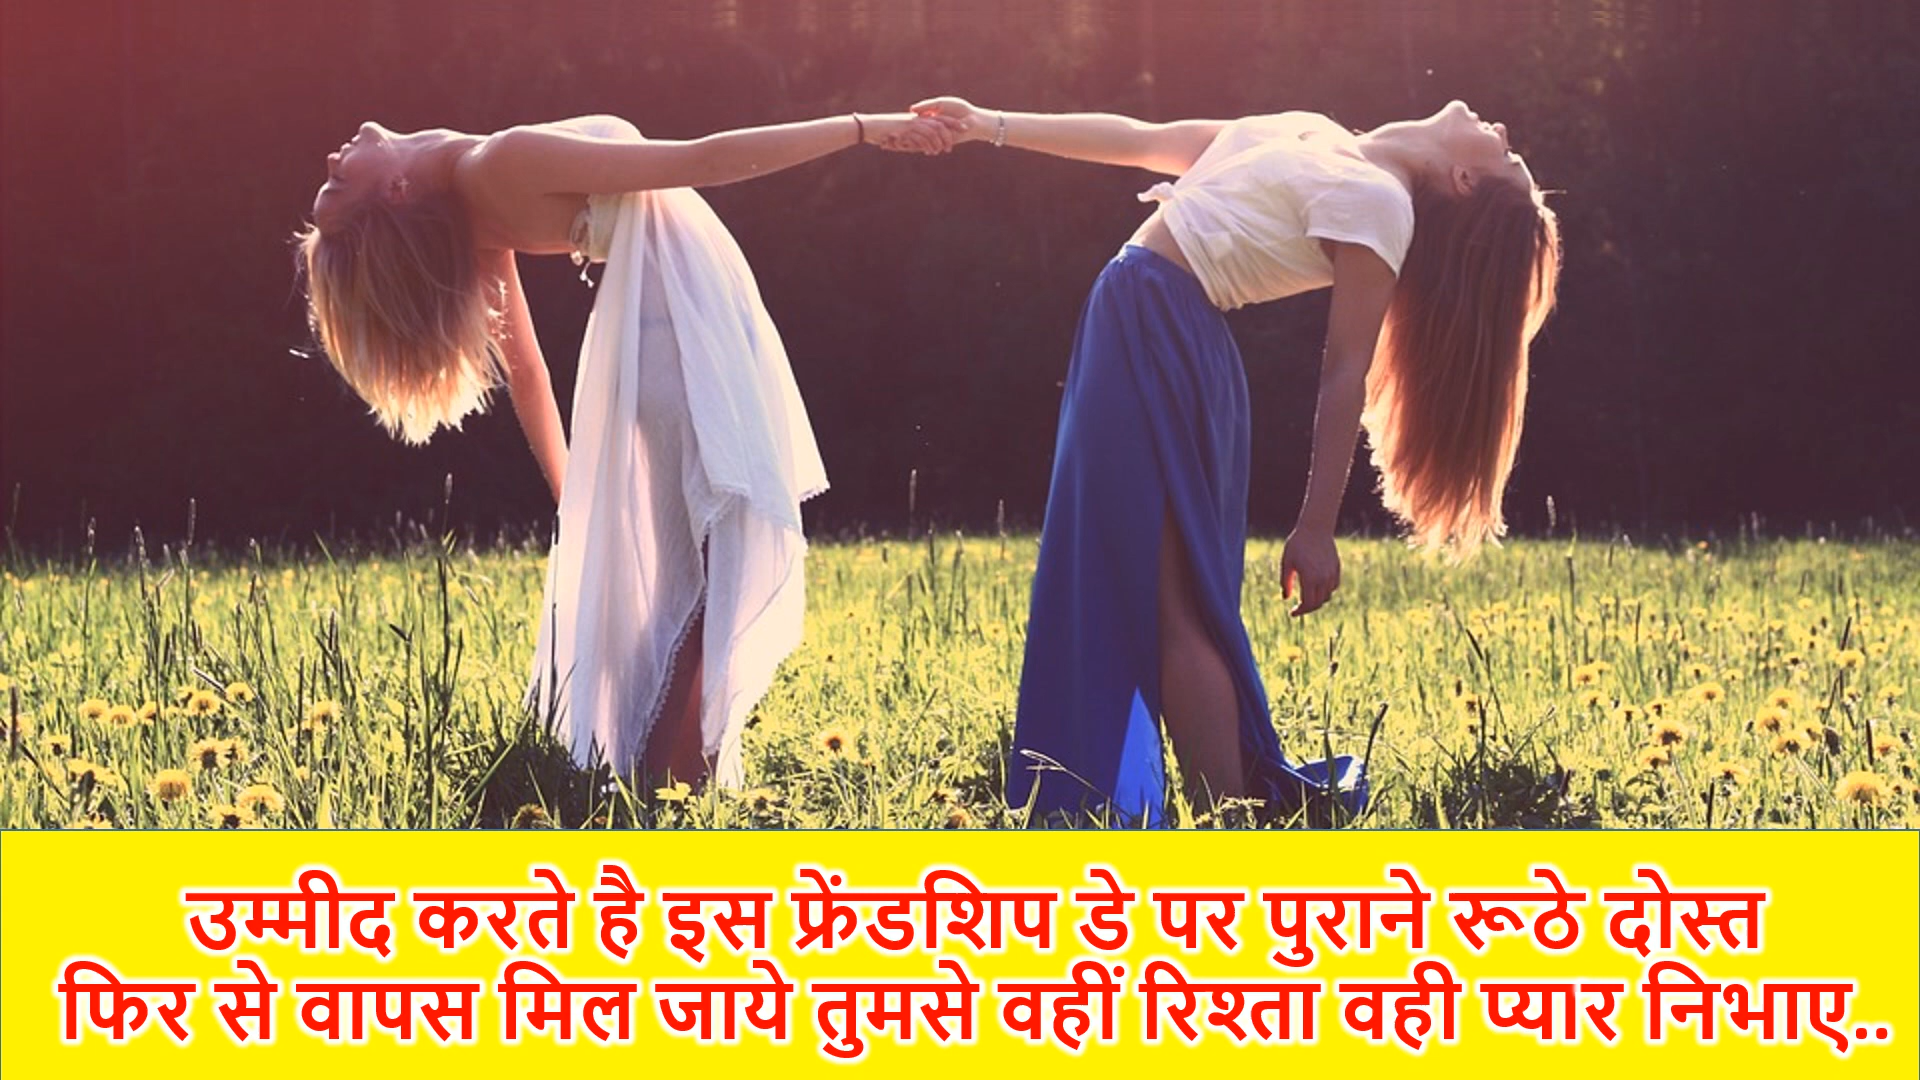 उम्मीद करते है इस फ्रेंडशिप डे पर पुराने रूठे दोस्त
फिर से वापस मिल जाये तुमसे वहीं रिश्ता वही प्यार निभाए..